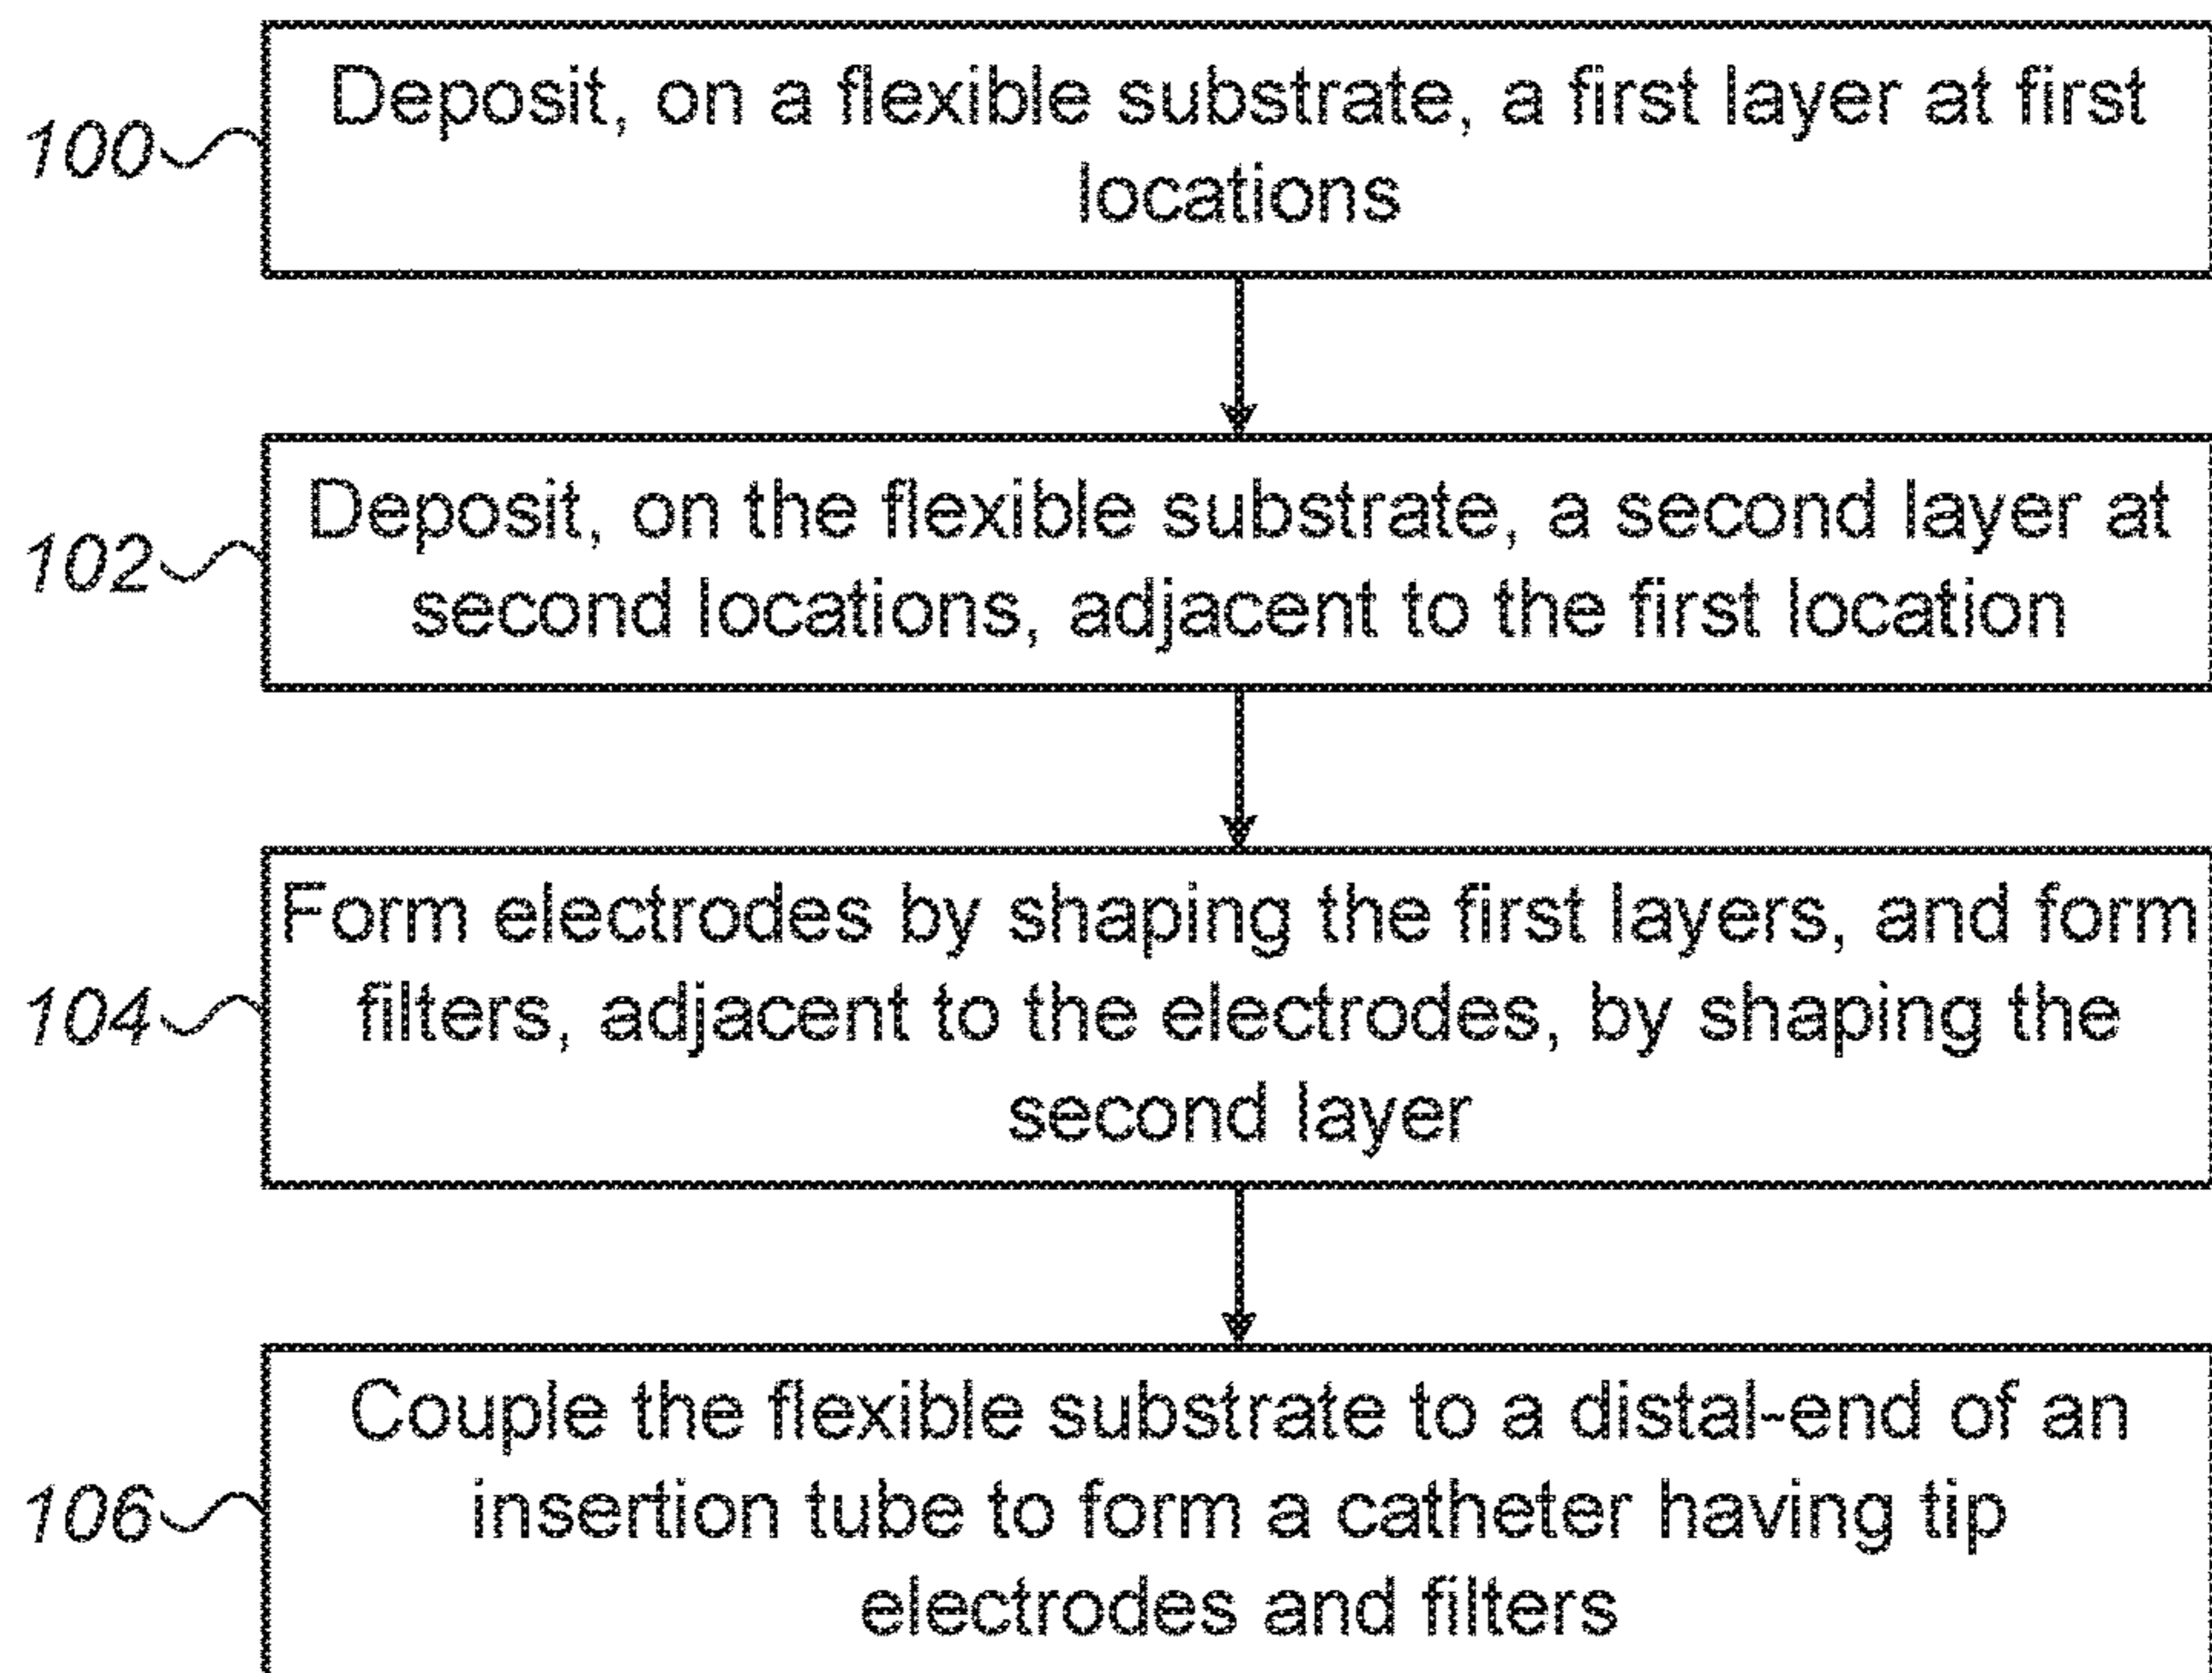 100
Deposit, on a flexible substrate, a first layer at first
locations
102
Deposit, on the flexible substrate, a second layer at
second locations, adjacent to the first location
104
Form electrodes by shaping the first layers, and form
filters, adjacent to the electrodes, by shaping the
second layer
106
Couple the flexible substrate to a distal-end of an
insertion tube to form a catheter having tip
electrodes and filters